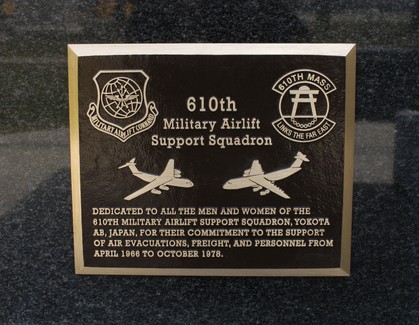 MILITARY AIRLIFT COMMAND
610TH MASS
LINKS THE FAR EAST
610th
Military Airlift
Support Squadron
DEDICATED TO ALL THE MEN AND WOMEN OF THE
610TH MILITARY AIRLIFT SUPPORT SQUADRON, YOKOTA
AB, JAPAN, FOR THEIR COMMITMENT TO THE SUPPORT
OF AIR EVACUATIONS, FREIGHT, AND PERSONNEL FROM
APRIL 1966 TO OCTOBER 1978.